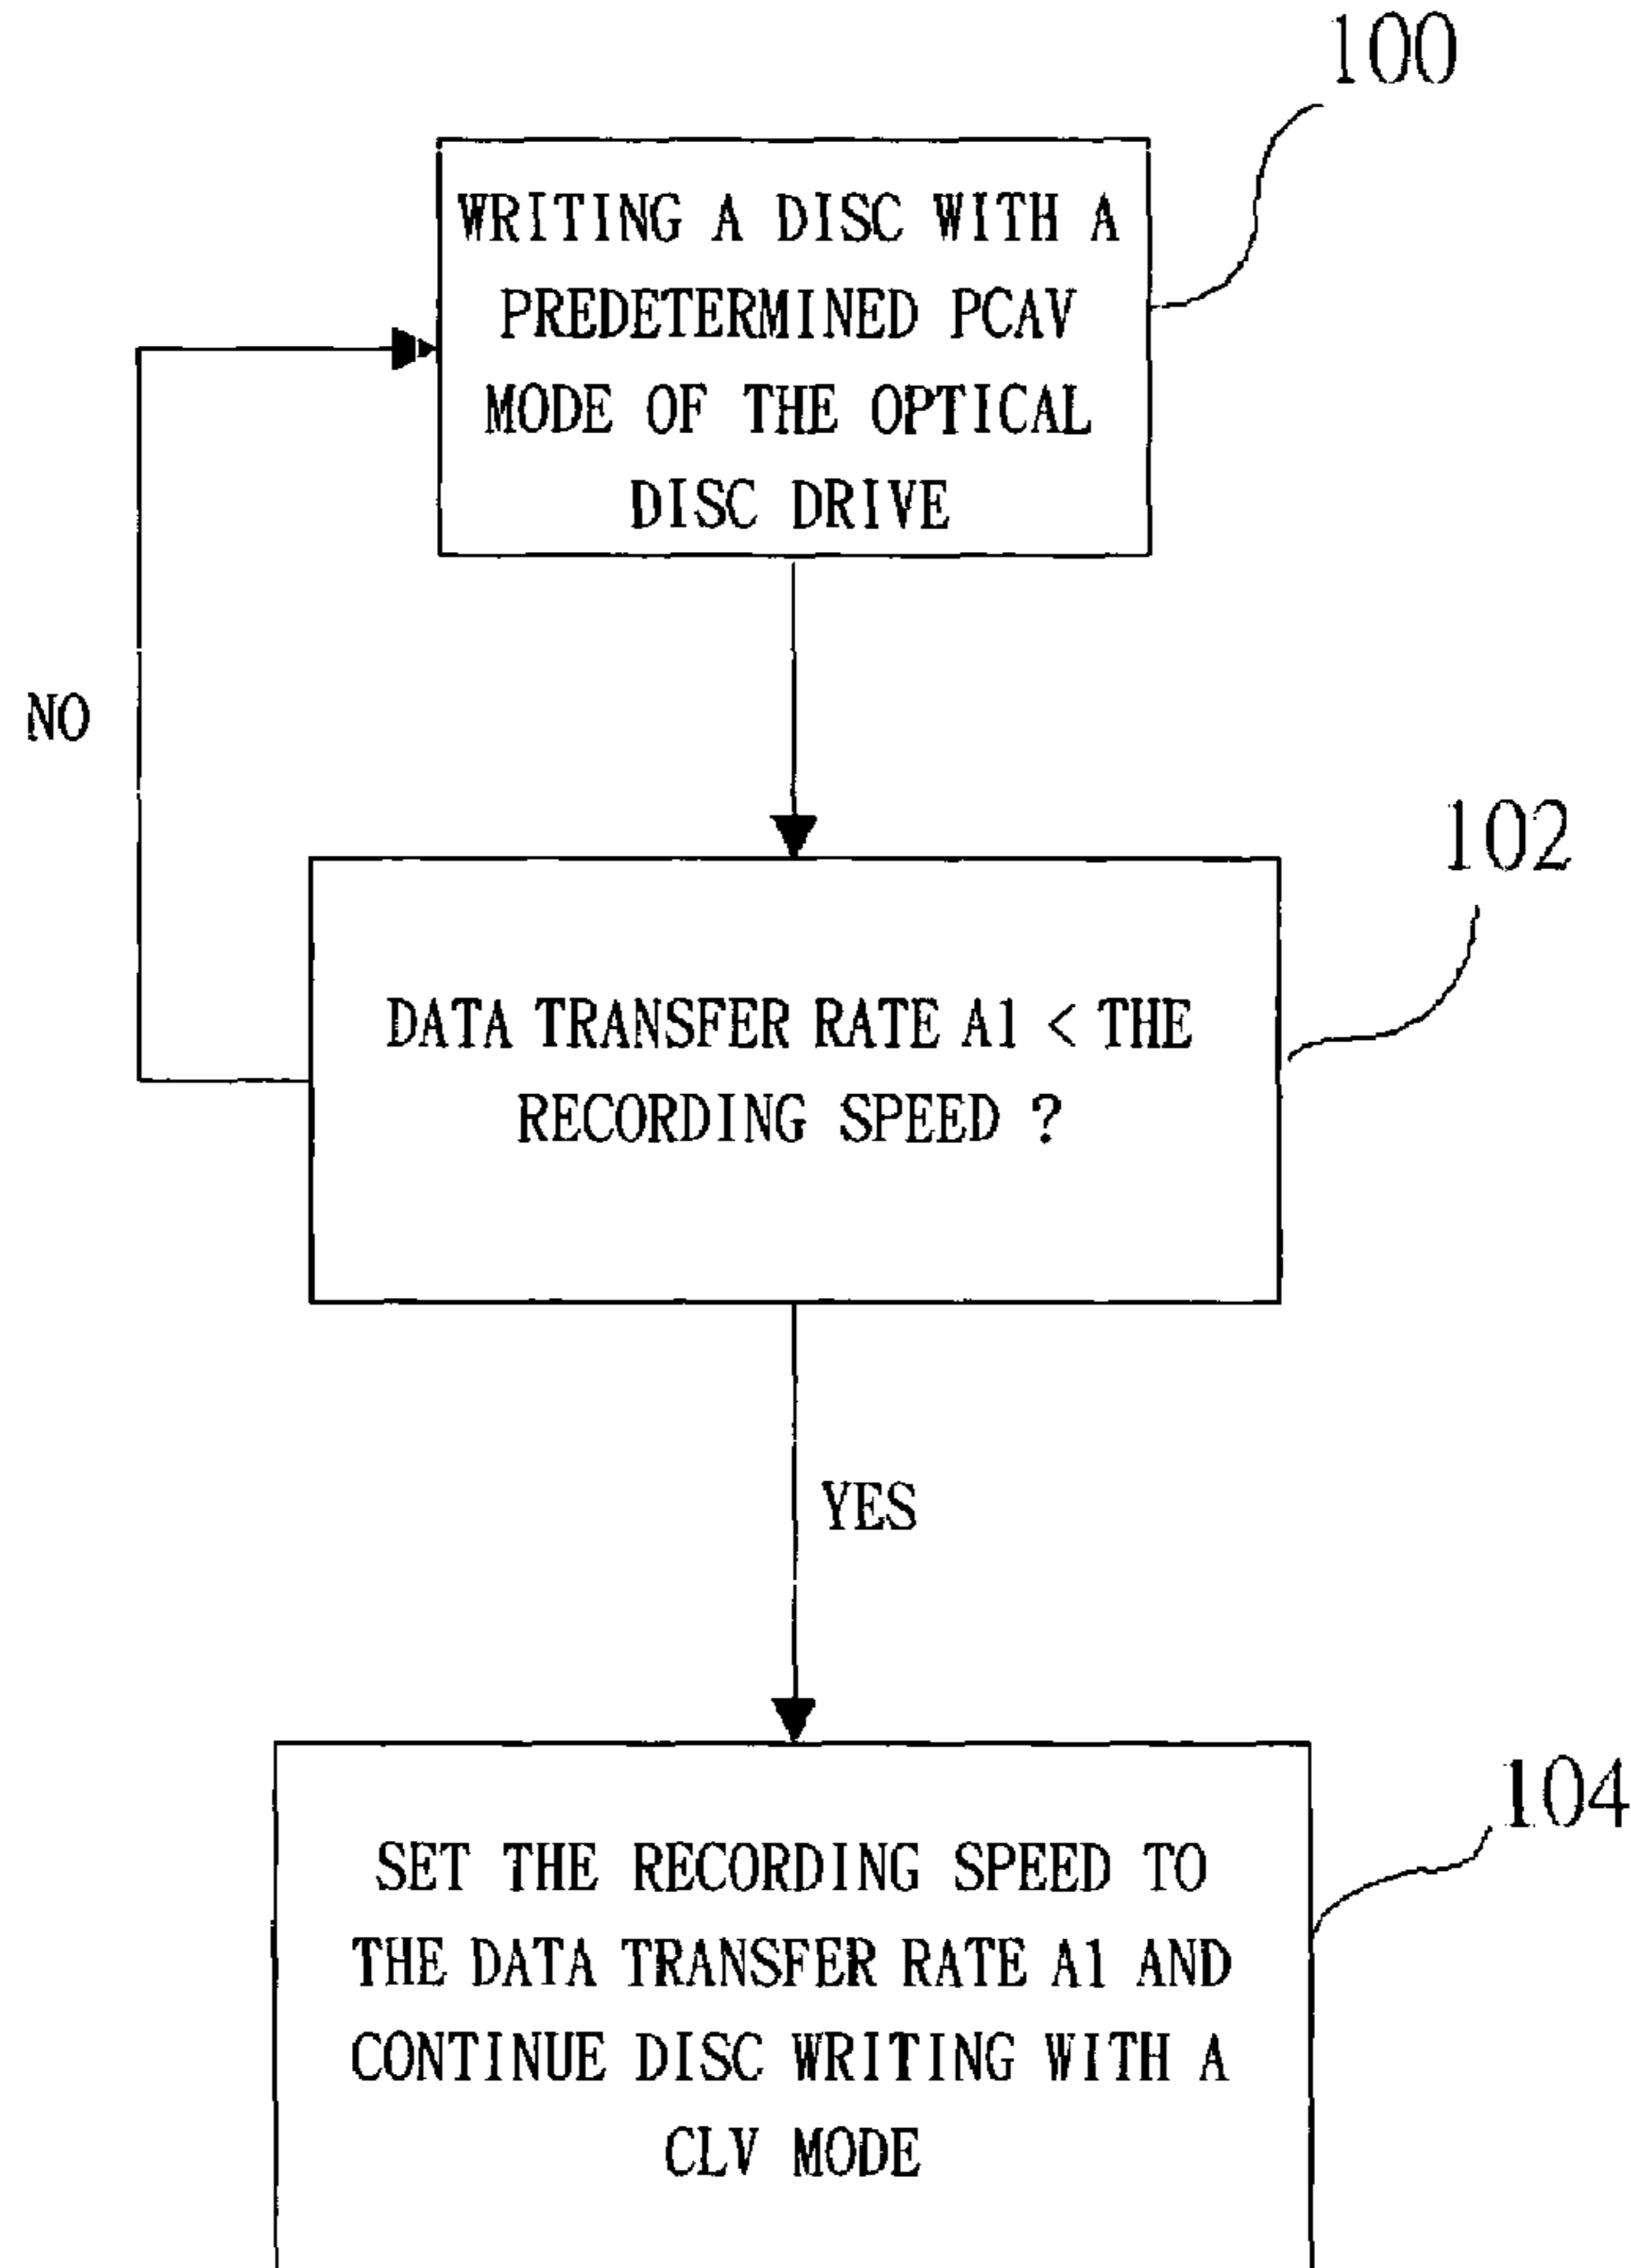 100
WRITING A DISC WITH A
PREDETERMINED PCAV
MODE OF THE OPTICAL
DISC DRIVE
NO
102
DATA TRANSFER RATE A1 < THE
RECORDING SPEED ?
YES
104
SET THE RECORDING SPEED TO
THE DATA TRANSFER RATE A1 AND
CONTINUE DISC WRITING WITH A
CLV MODE